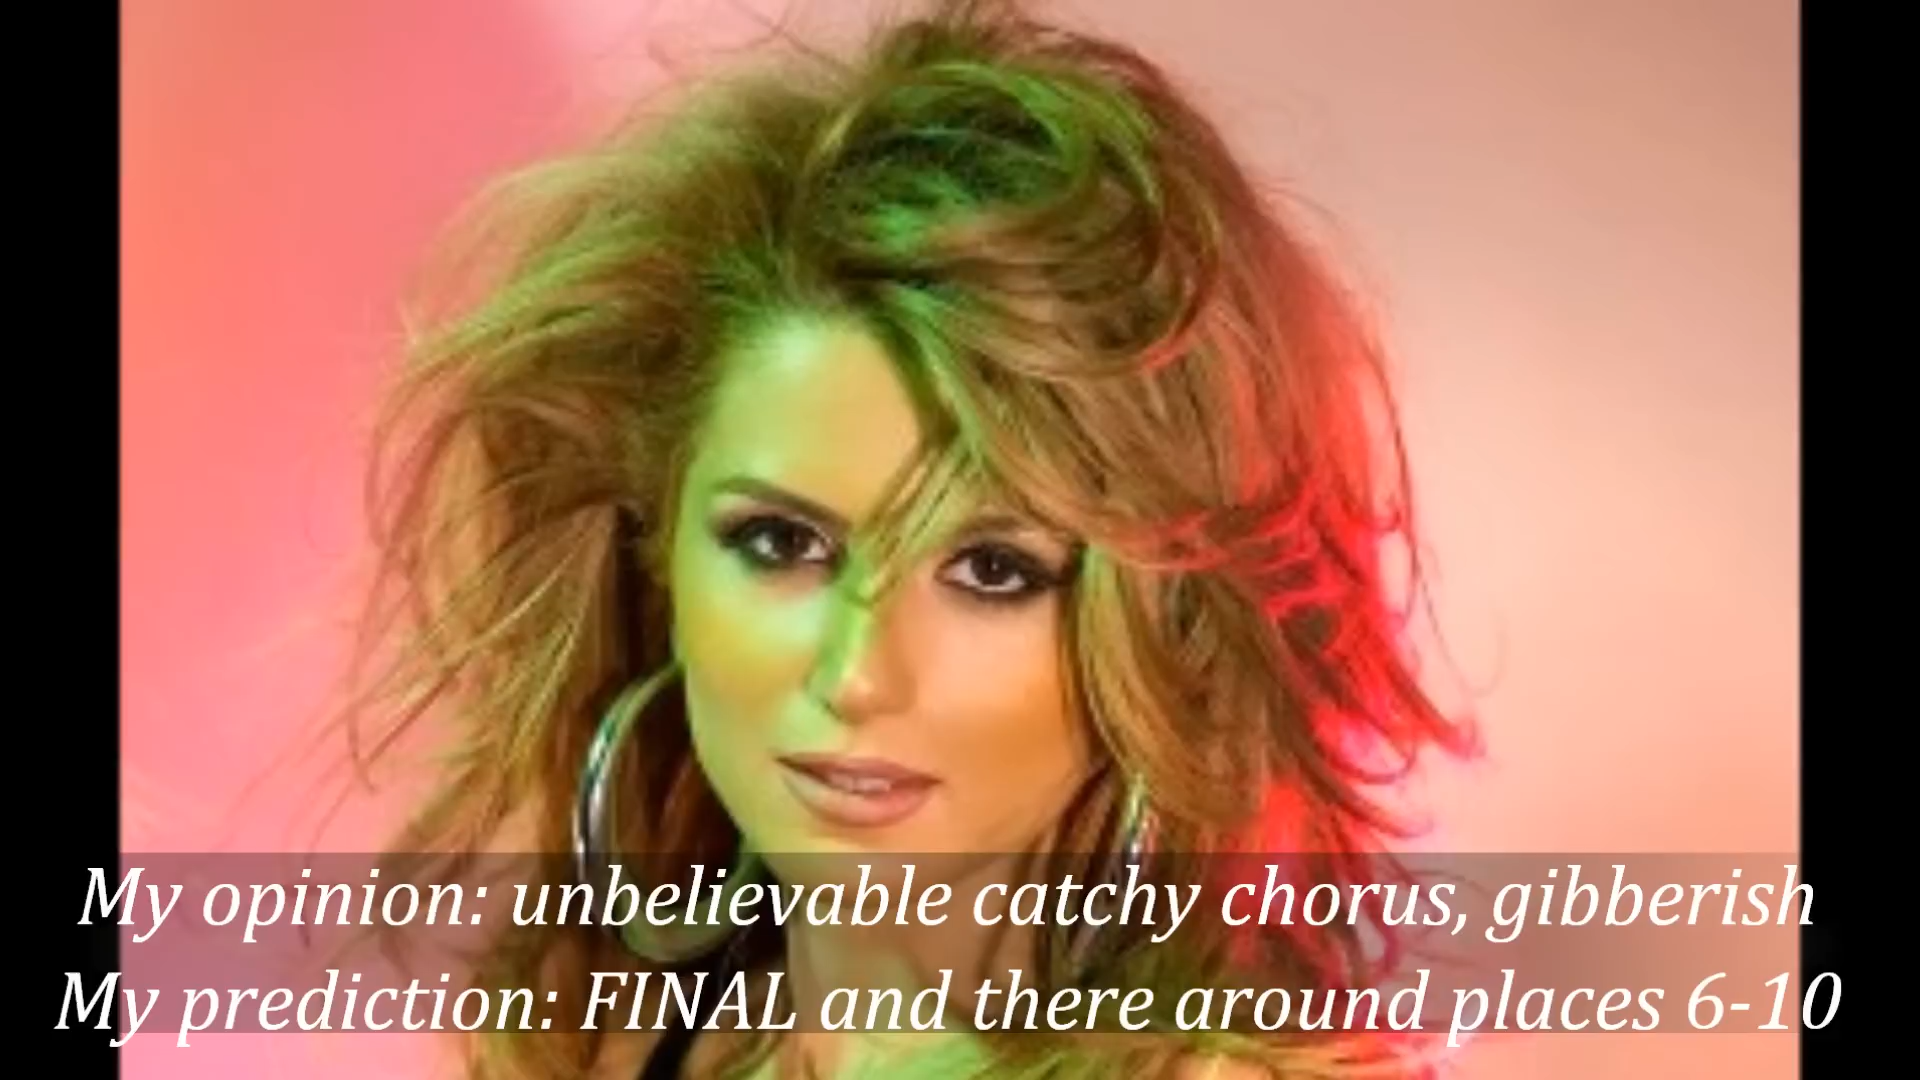 My opinion: unbelievable catchy chorus, gibberish
My prediction: FINAL and there around places 6-10